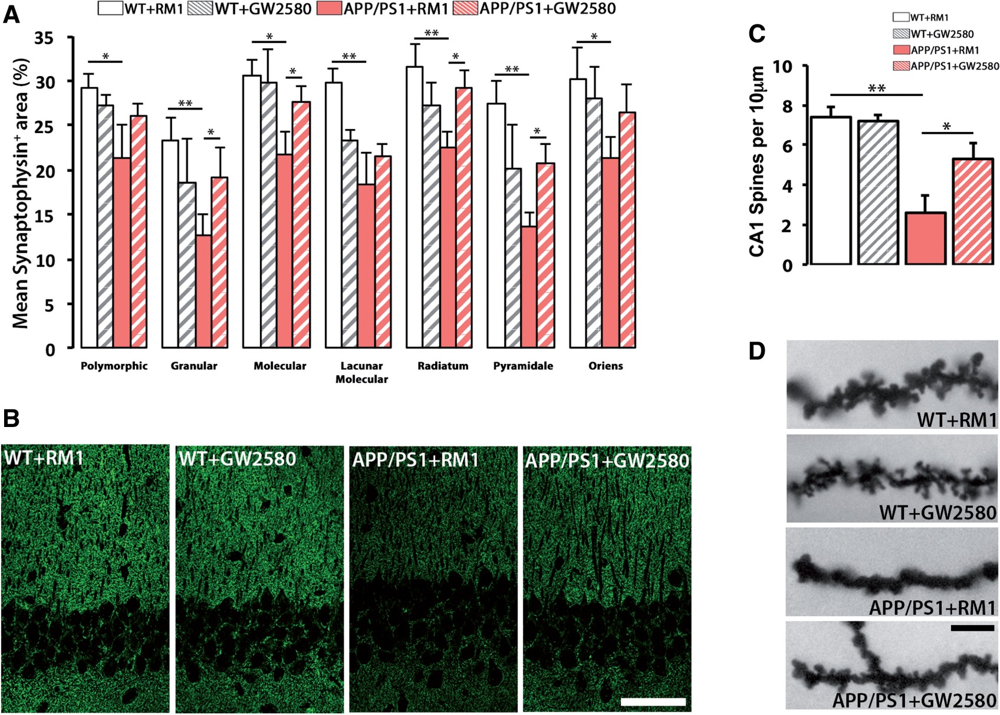 A
WT+RM1 WT+GW2580 APP/PS1+RM1 APP/PS1+GW2580
Mean Synaptophysin⁺ area (%)
35
30
25
20
15
10
5
0
* ** * * * ** ** * ** * *
Polymorphic Granular Molecular Lacunar Molecular Radiatum Pyramidale Oriens
B
WT+RM1 WT+GW2580 APP/PS1+RM1 APP/PS1+GW2580
C
WT+RM1
WT+GW2580
APP/PS1+RM1
APP/PS1+GW2580
CA1 Spines per 10µm
10
8
6
4
2
0
**
*
D
WT+RM1
WT+GW2580
APP/PS1+RM1
APP/PS1+GW2580